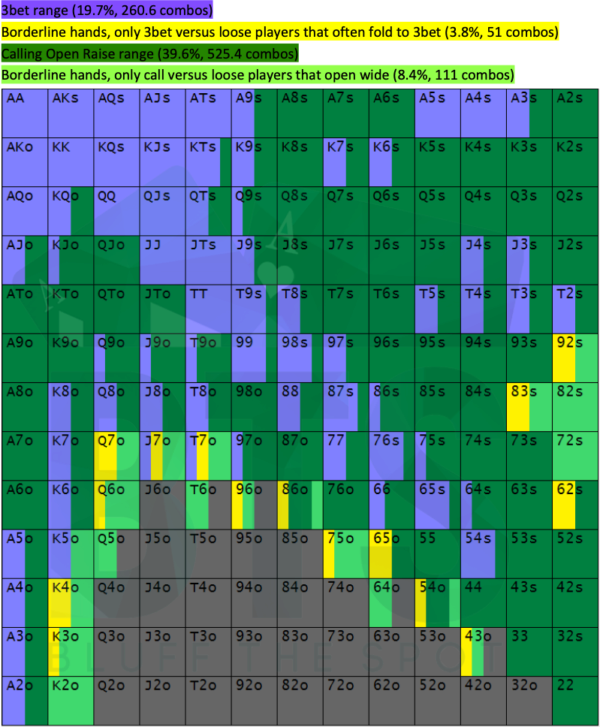 3bet range (19.7%, 260.6 combos)
Borderline hands, only 3bet versus loose players that often fold to 3bet (3.8%, 51 combos)
Calling Open Raise range (39.6%, 525.4 combos)
Borderline hands, only call versus loose players that open wide (8.4%, 111 combos)
AA AKs AQs AJs ATs A9s A8s A7s A6s A5s A4s A3s A2s
AKo KK KQs KJs KTs K9s K8s K7s K6s K5s K4s K3s K2s
AQo KQo QQ QJs QTs Q9s Q8s Q7s Q6s Q5s Q4s Q3s Q2s
AJo KJo QJo JJ JTs J9s J8s J7s J6s J5s J4s J3s J2s
ATo KTo QTo JTo TT T9s T8s T7s T6s T5s T4s T3s T2s
A9o K9o Q9o J9o T9o 99 98s 97s 96s 95s 94s 93s 92s
A8o K8o Q8o J8o T8o 98o 88 87s 86s 85s 84s 83s 82s
A7o K7o Q7o J7o T7o 97o 87o 77 76s 75s 74s 73s 72s
A6o K6o Q6o J6o T6o 96o 86o 76o 66 65s 64s 63s 62s
A5o K5o Q5o J5o T5o 95o 85o 75o 65o 55 54s 53s 52s
A4o K4o Q4o J4o T4o 94o 84o 74o 64o 54o 44 43s 42s
A3o K3o Q3o J3o T3o 93o 83o 73o 63o 53o 43o 33 32s
BLUFF THE SPOT
A2o K2o Q2o J2o T2o 92o 82o 72o 62o 52o 42o 32o 22